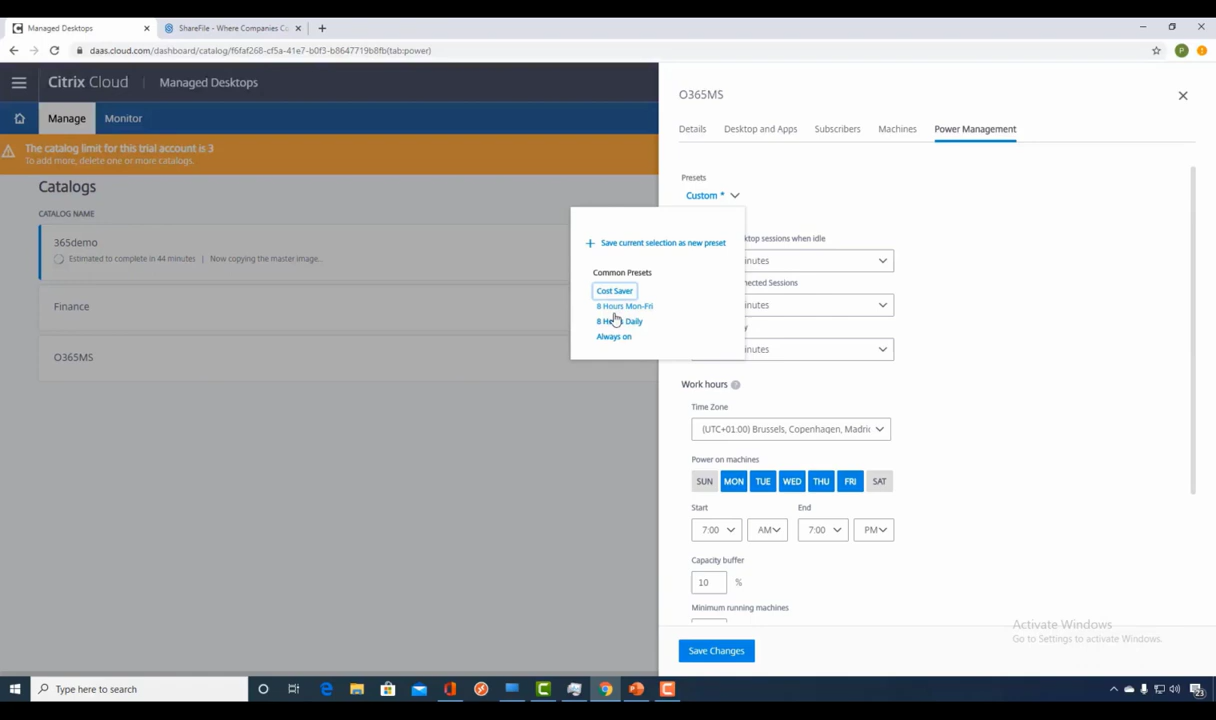 Managed Desktops
ShareFile - Where Companies Co
daas.cloud.com/dashboard/catalog/f6faf268-cf5a-41e7-b0f3-b8647719b8fb(tab:power)
P
Citrix Cloud
Managed Desktops
Manage
Monitor
The catalog limit for this trial account is 3
To add more, delete one or more catalogs.
Catalogs
CATALOG NAME
365demo
Estimated to complete in 44 minutes | Now copying the master image...
Finance
O365MS
O365MS
Details
Desktop and Apps
Subscribers
Machines
Power Management
Presets
Custom *
+ Save current selection as new preset
Common Presets
Cost Saver
8 Hours Mon-Fri
8 Hours Daily
Always on
sessions when idle
Sessions
Work hours ?
Time Zone
(UTC+01:00) Brussels, Copenhagen, Madri
Power on machines
SUN MON TUE WED THU FRI SAT
Start
End
7:00 AM
7:00 PM
Capacity buffer
10 %
Minimum running machines
Save Changes
Activate Windows
Go to Settings to activate Windows.
Type here to search
23